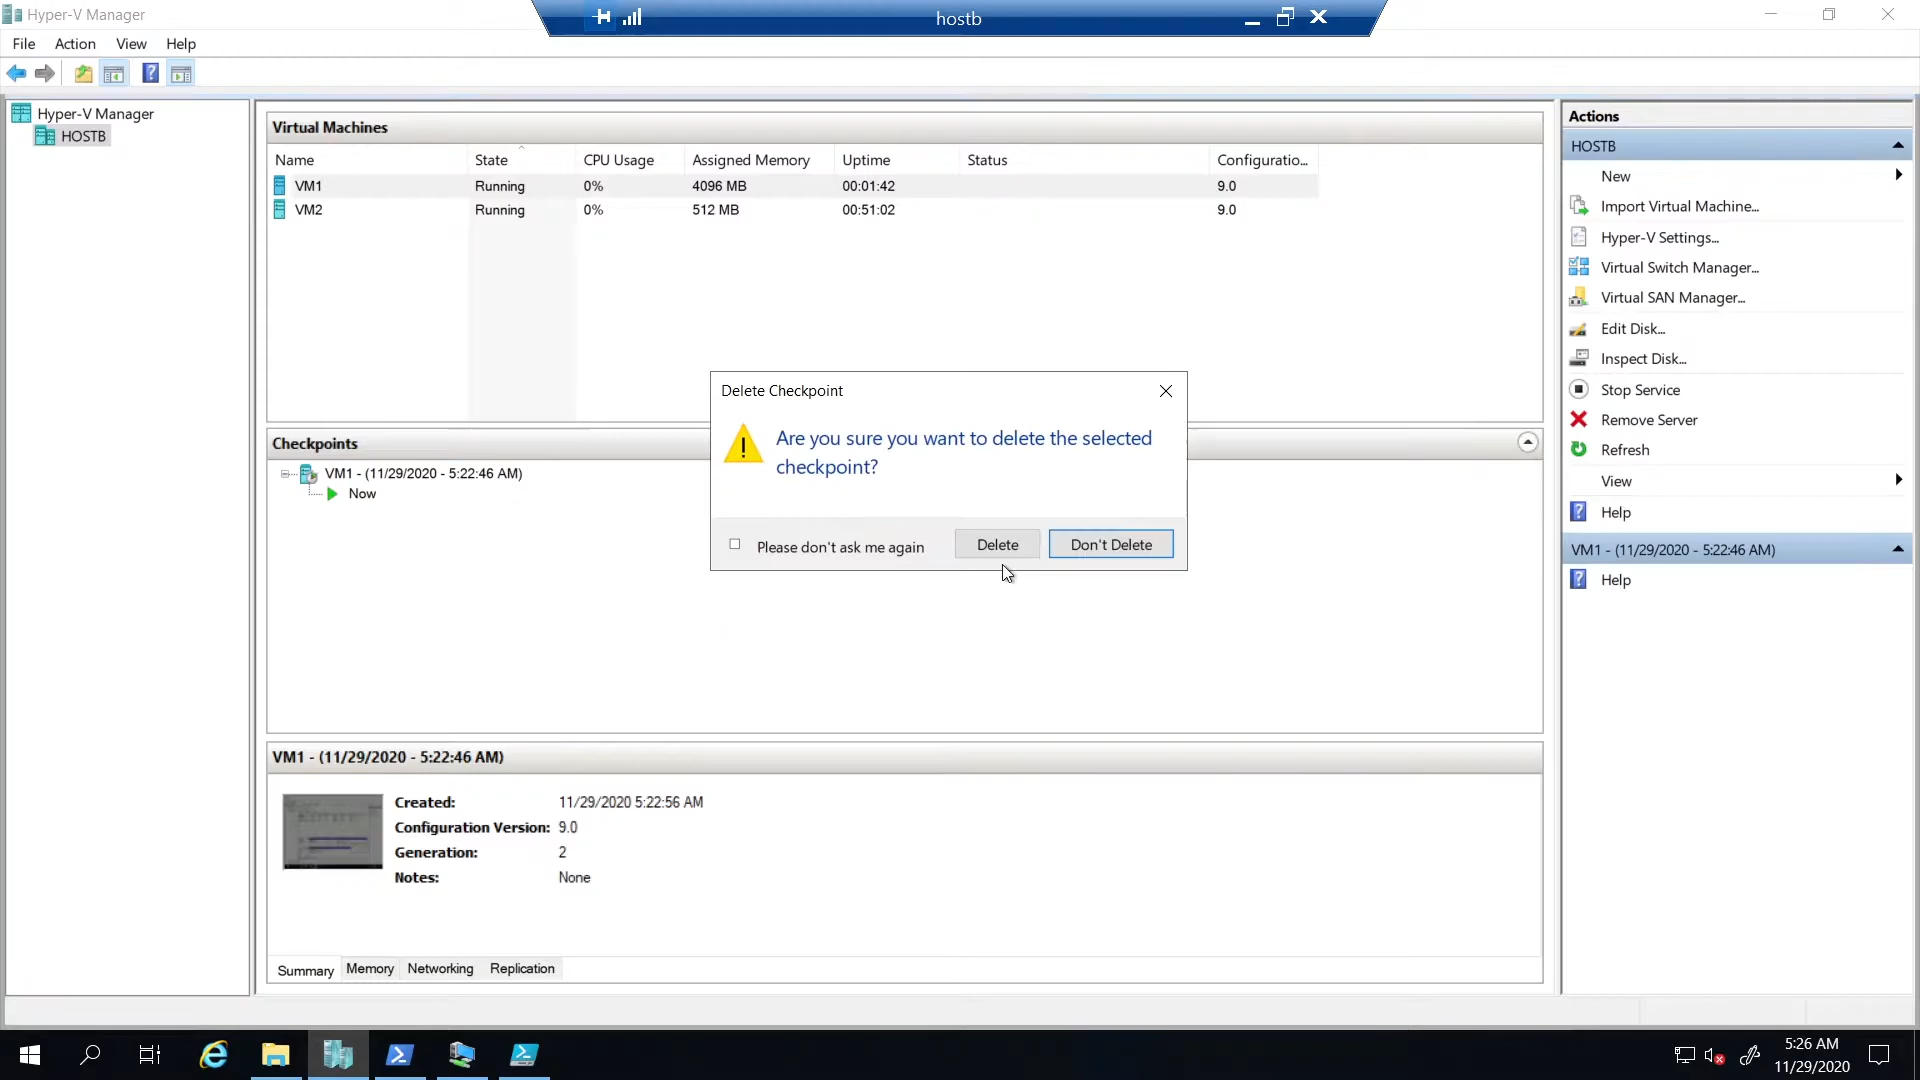 Hyper-V Manager
hostb
File Action View Help
Hyper-V Manager
HOSTB
Virtual Machines
Name State CPU Usage Assigned Memory Uptime Status Configuratio...
VM1 Running 0% 4096 MB 00:01:42 9.0
VM2 Running 0% 512 MB 00:51:02 9.0
Checkpoints
VM1 - (11/29/2020 - 5:22:46 AM)
Now
Delete Checkpoint
Are you sure you want to delete the selected
checkpoint?
Please don't ask me again
Delete
Don't Delete
VM1 - (11/29/2020 - 5:22:46 AM)
Created: 11/29/2020 5:22:56 AM
Configuration Version: 9.0
Generation: 2
Notes: None
Summary Memory Networking Replication
Actions
HOSTB
New
Import Virtual Machine...
Hyper-V Settings...
Virtual Switch Manager...
Virtual SAN Manager...
Edit Disk...
Inspect Disk...
Stop Service
Remove Server
Refresh
View
Help
VM1 - (11/29/2020 - 5:22:46 AM)
Help
5:26 AM
11/29/2020